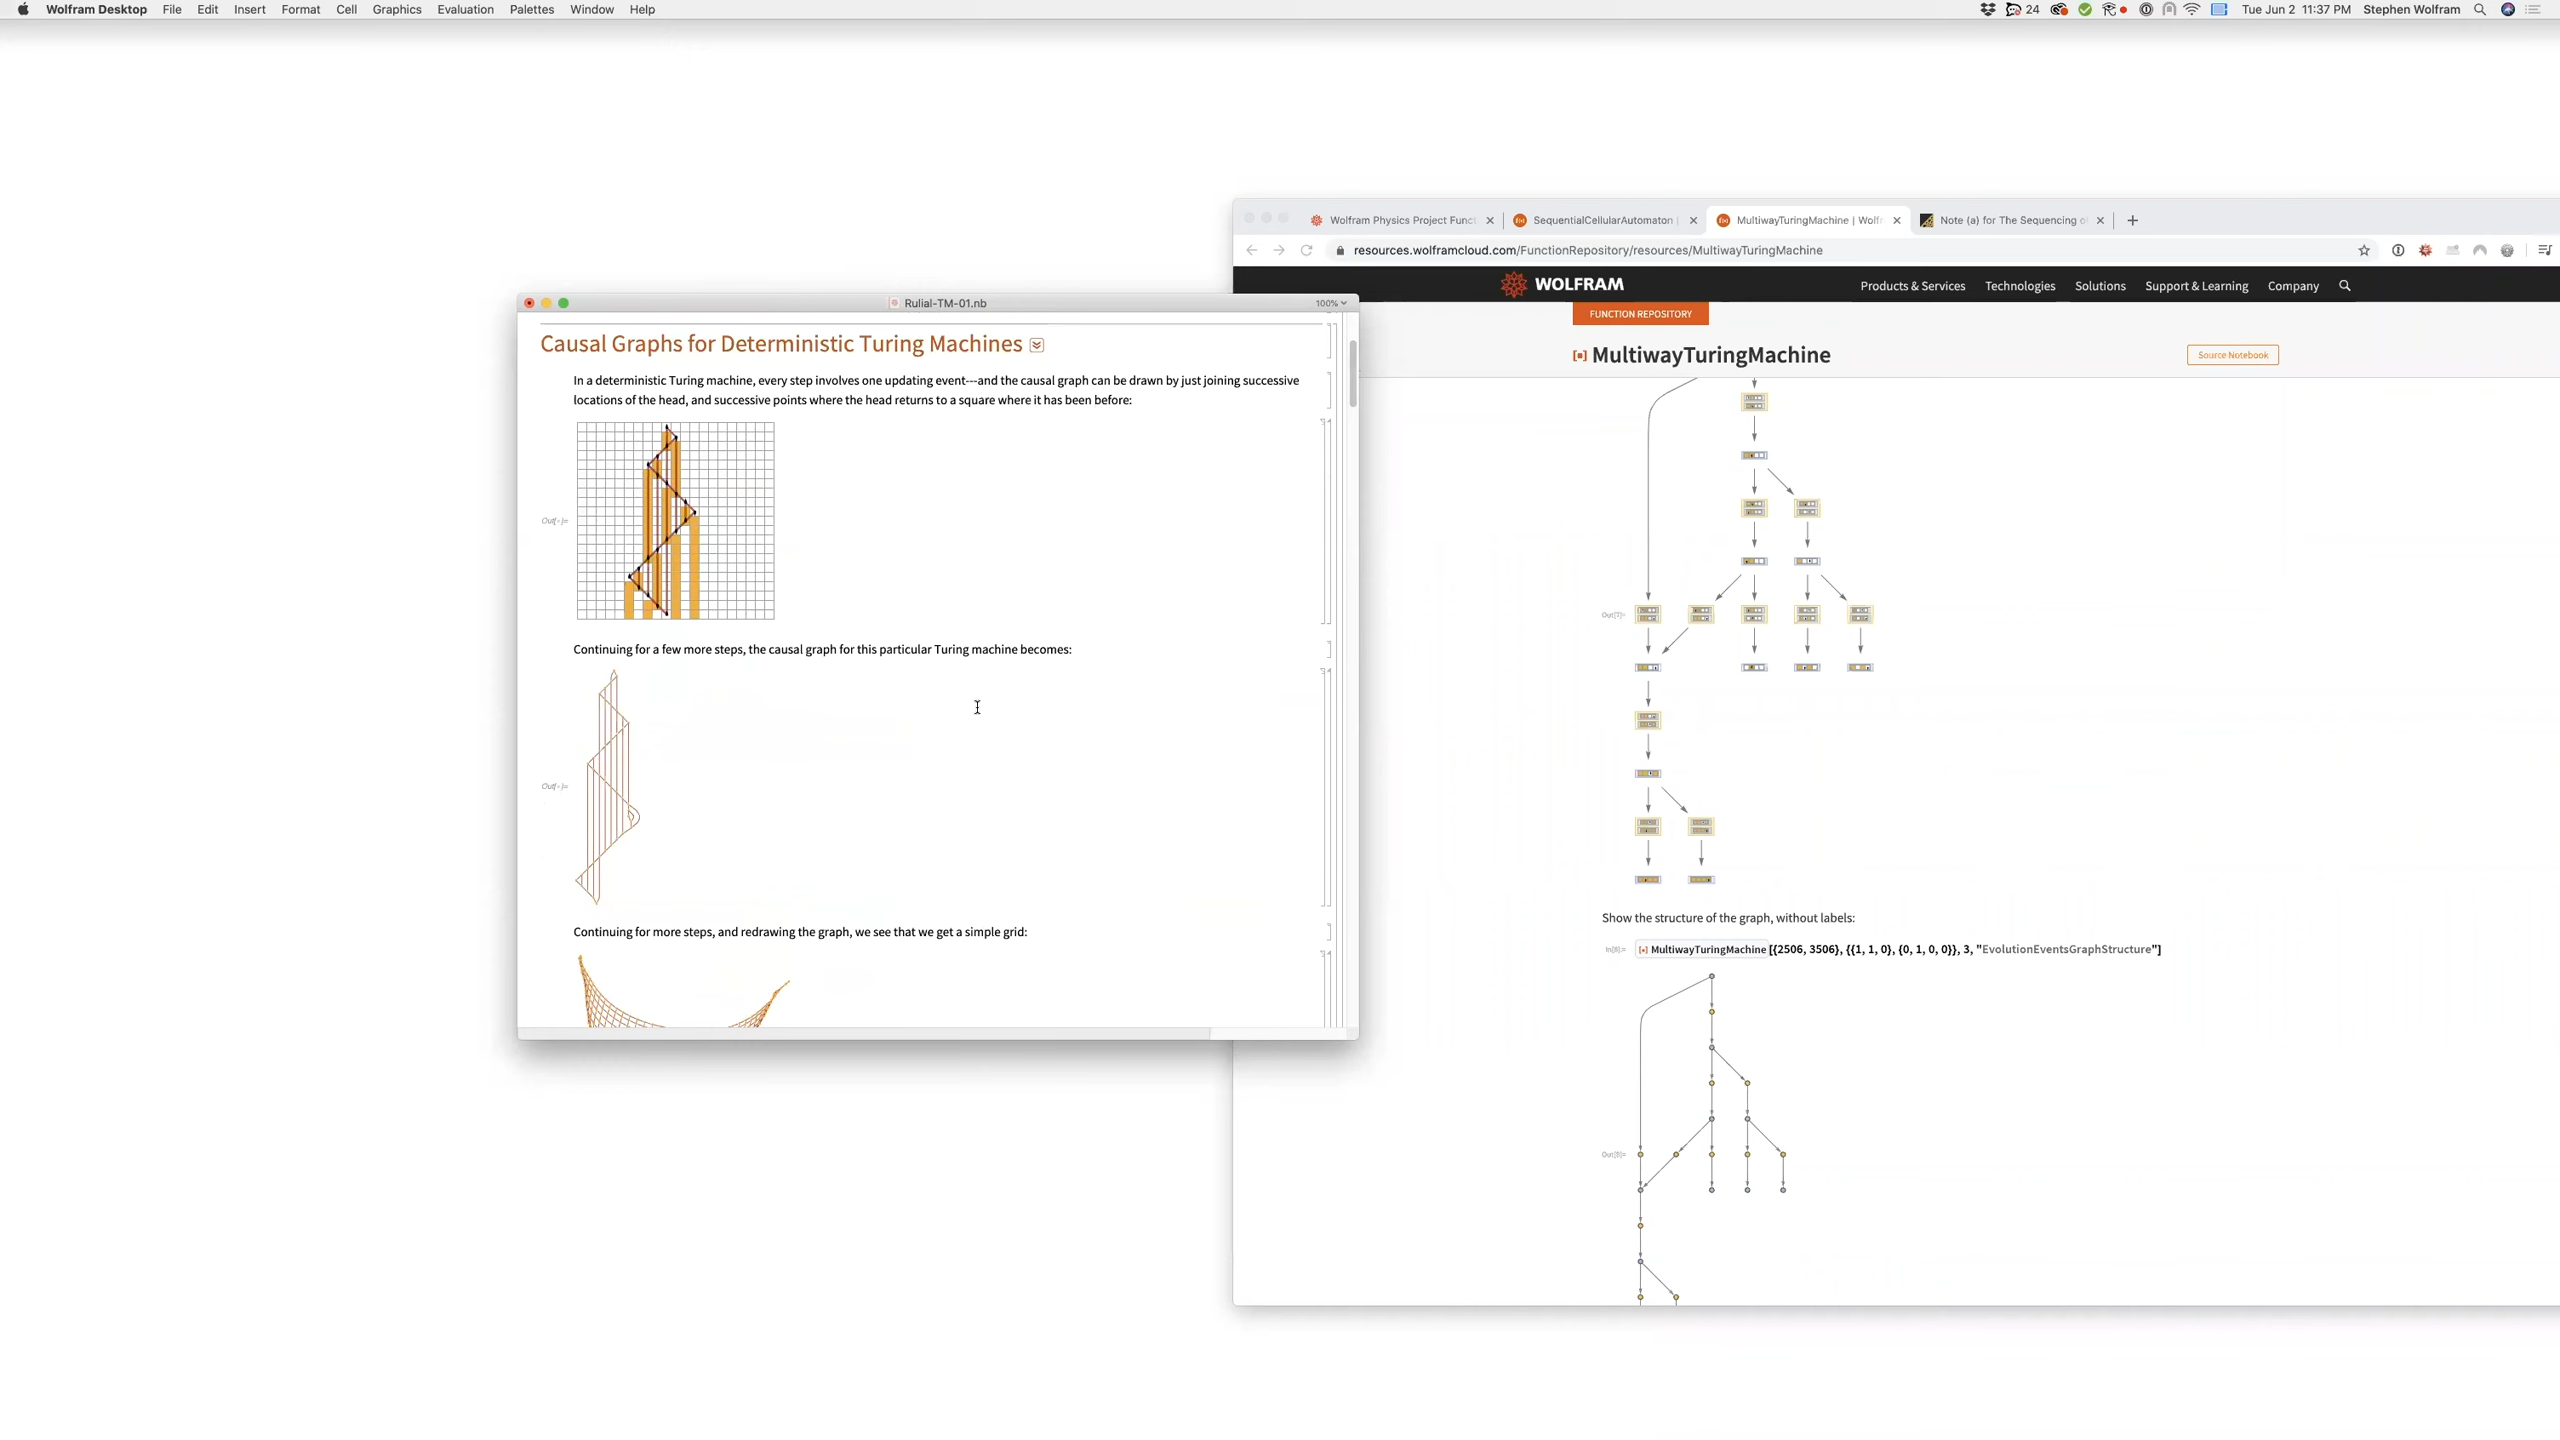 Wolfram Desktop File Edit Insert Format Cell Graphics Evaluation Palettes Window Help
24 Tue Jun 2 11:37 PM Stephen Wolfram
Rulial-TM-01.nb 100%
Causal Graphs for Deterministic Turing Machines
In a deterministic Turing machine, every step involves one updating event---and the causal graph can be drawn by just joining successive
locations of the head, and successive points where the head returns to a square where it has been before:
Out[-]=
Continuing for a few more steps, the causal graph for this particular Turing machine becomes:
Out[-]=
Continuing for more steps, and redrawing the graph, we see that we get a simple grid:
Wolfram Physics Project Func SequentialCellularAutomaton | MultiwayTuringMachine | Wolf Note (a) for The Sequencing o
resources.wolframcloud.com/FunctionRepository/resources/MultiwayTuringMachine
WOLFRAM Products & Services Technologies Solutions Support & Learning Company
FUNCTION REPOSITORY
MultiwayTuringMachine Source Notebook
Out[7]=
Show the structure of the graph, without labels:
In[8]:= MultiwayTuringMachine [{2506, 3506}, {{1, 1, 0}, {0, 1, 0, 0}}, 3, "EvolutionEventsGraphStructure"]
Out[8]=